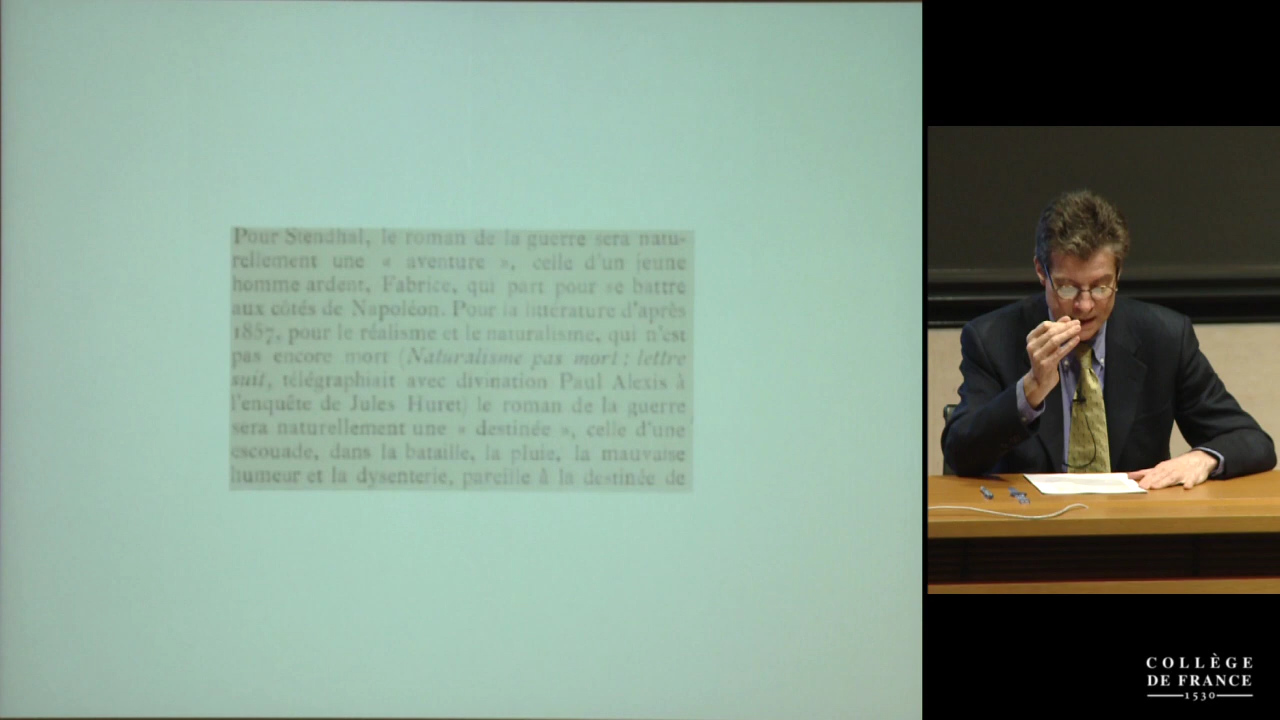 Pour Stendhal, le roman de la guerre sera natu-
rellement une « aventure », celle d'un jeune
homme ardent, Fabrice, qui part pour se battre
aux côtés de Napoléon. Pour la littérature d'après
1857, pour le réalisme et le naturalisme, qui n'est
pas encore mort (Naturalisme pas mort ; lettre
suit, télégraphiait avec divination Paul Alexis à
l'enquête de Jules Huret) le roman de la guerre
sera naturellement une « destinée », celle d'une
escouade, dans la bataille, la pluie, la mauvaise
humeur et la dysenterie, pareille à la destinée de
COLLÈGE
DE FRANCE
1530